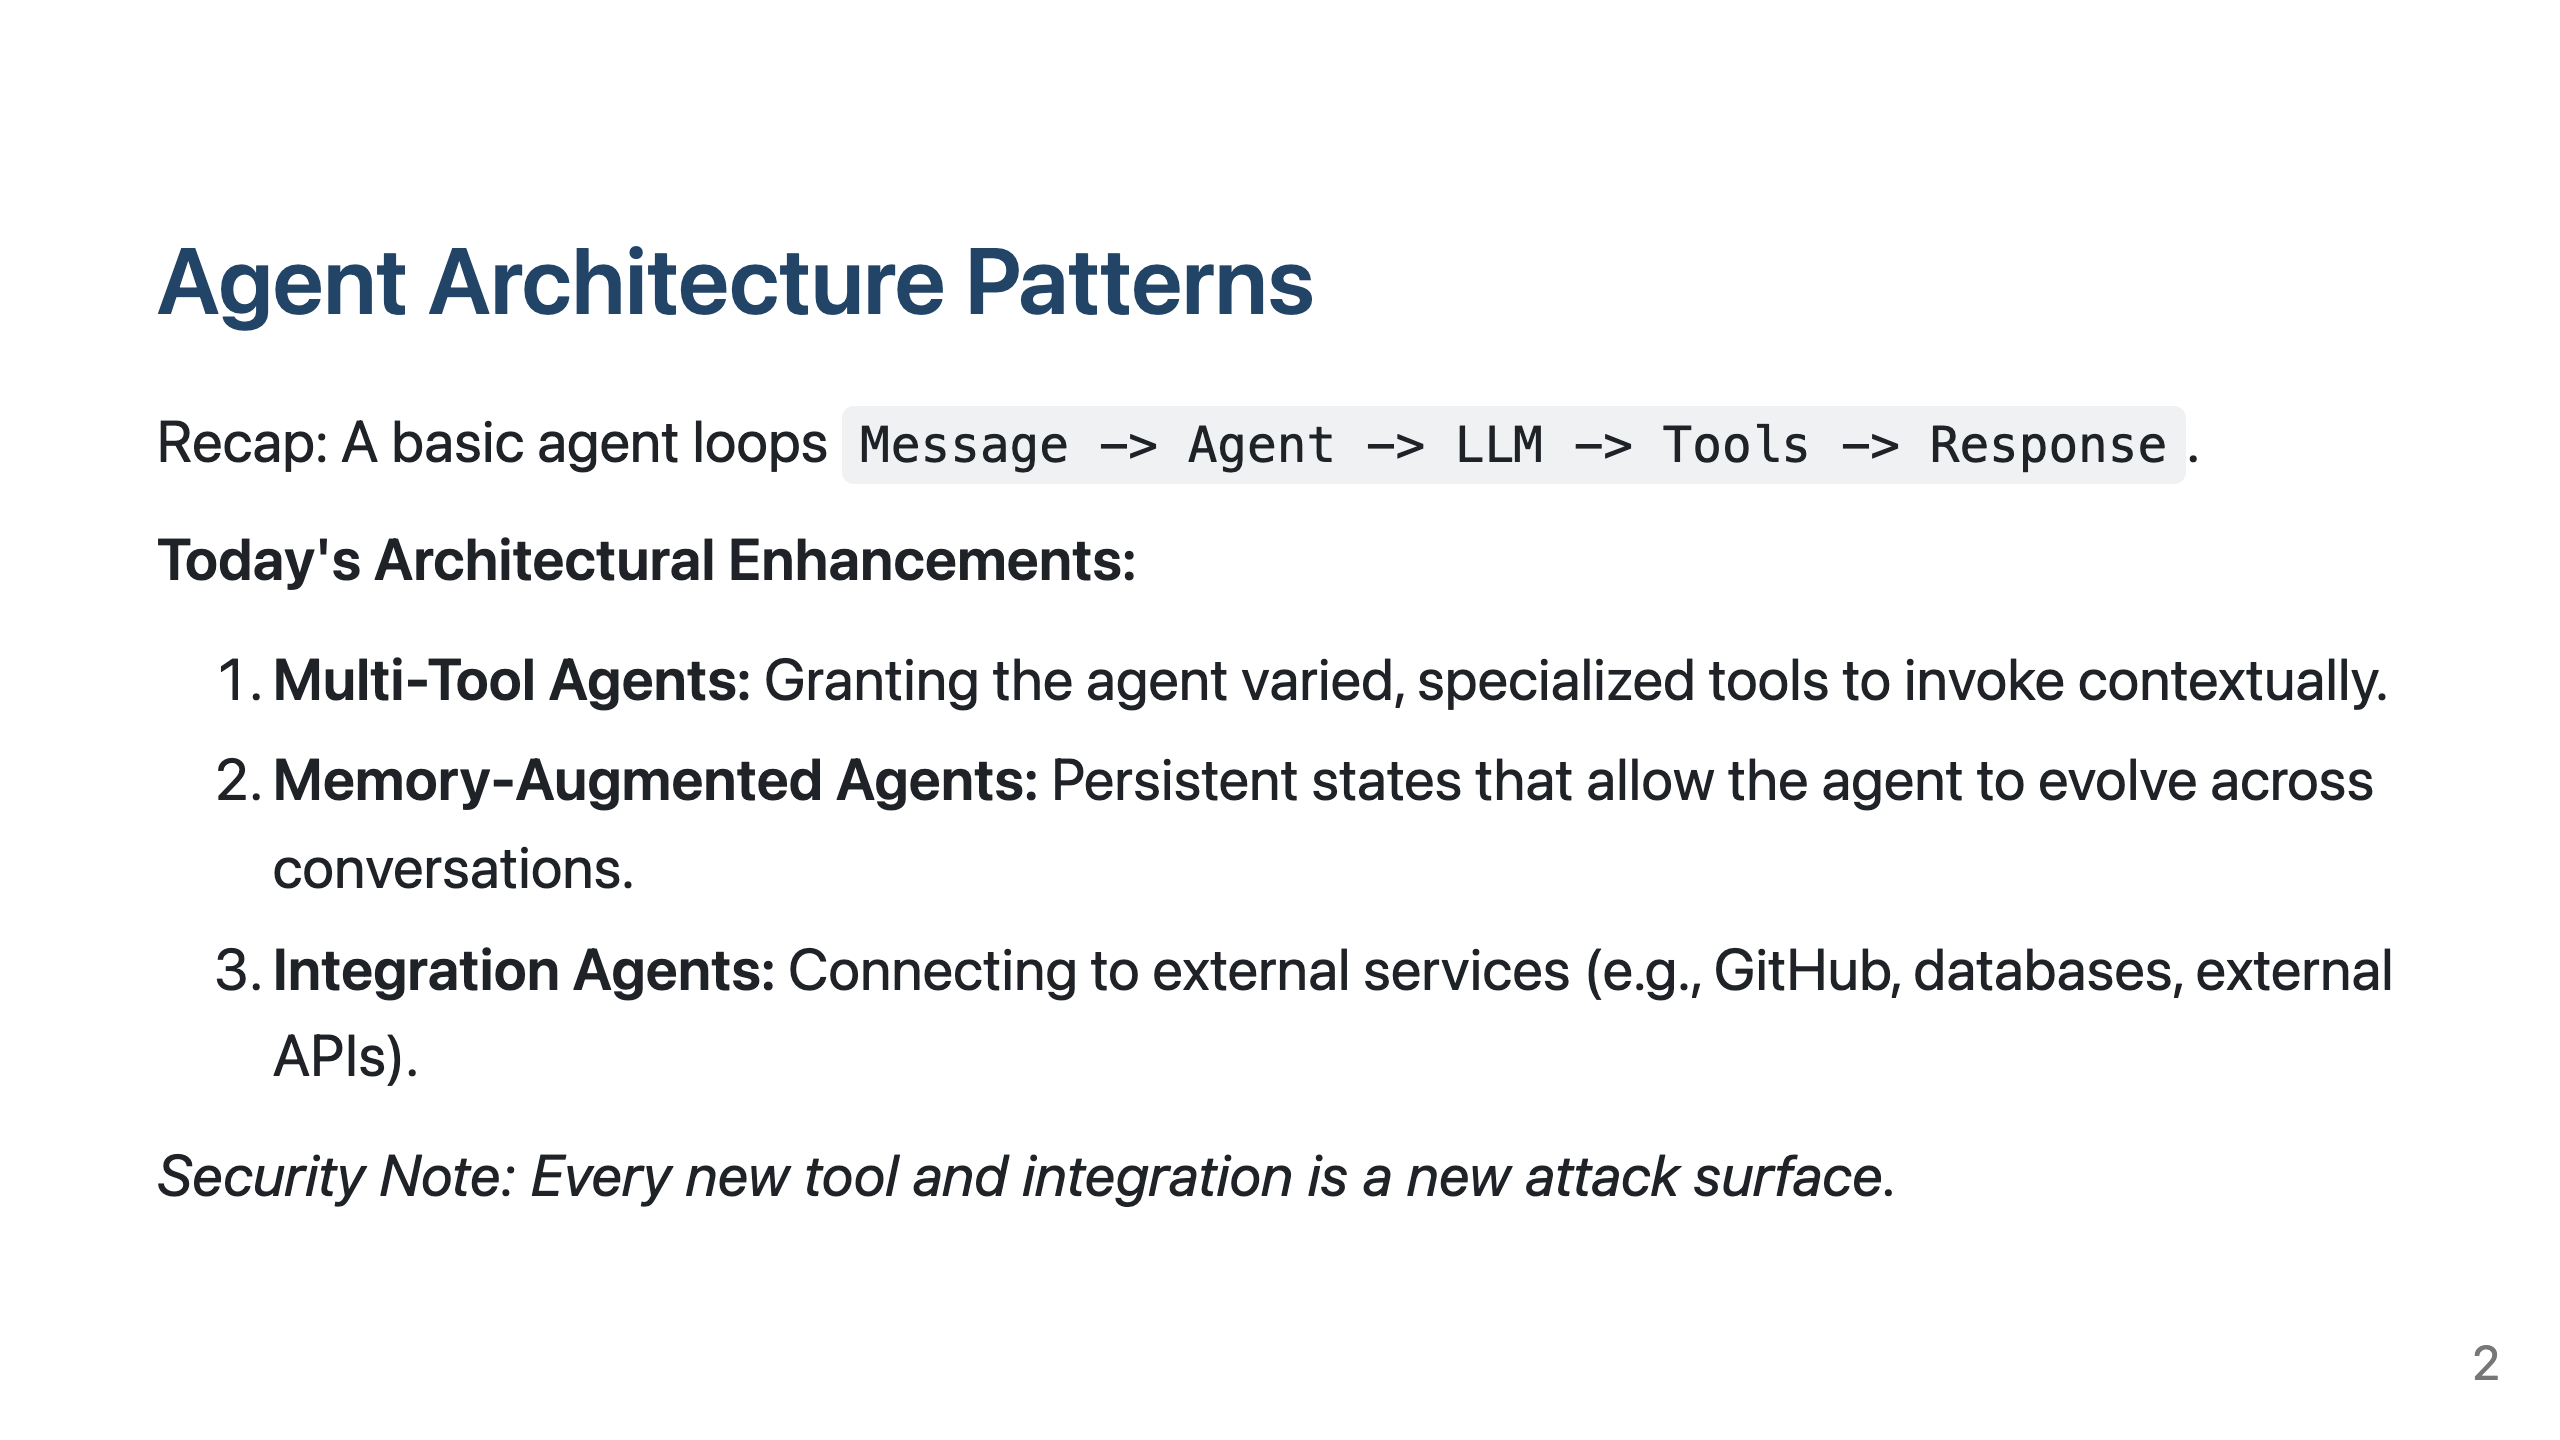 Agent Architecture Patterns
Recap: A basic agent loops Message -> Agent -> LLM -> Tools -> Response.
Today's Architectural Enhancements:
1. Multi-Tool Agents: Granting the agent varied, specialized tools to invoke contextually.
2. Memory-Augmented Agents: Persistent states that allow the agent to evolve across
conversations.
3. Integration Agents: Connecting to external services (e.g., GitHub, databases, external
APIs).
Security Note: Every new tool and integration is a new attack surface.
2